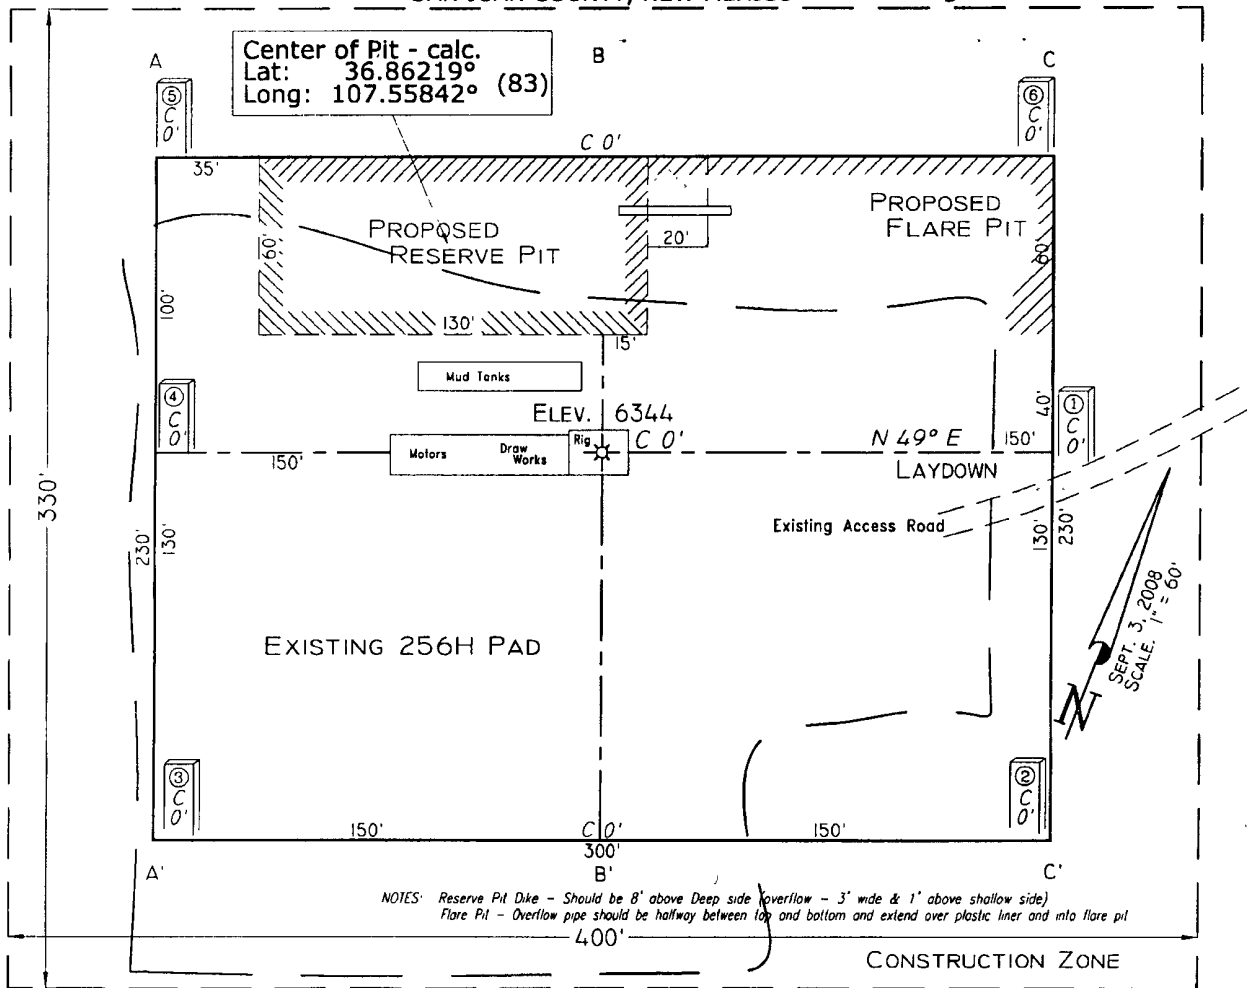 A
B
C
Center of Pit - calc.
Lat: 36.86219°
Long: 107.55842° (83)
⑤
C
0'
⑥
C
0'
C 0'
35'
PROPOSED
RESERVE PIT
PROPOSED
FLARE PIT
20'
60'
60'
100'
130'
15'
Mud Tanks
④
C
0'
ELEV. 6344
C 0'
40'
①
C
0'
Rig
Motors
Draw
Works
150'
N 49° E
150'
LAYDOWN
Existing Access Road
330'
230'
130'
130'
230'
SEPT. 3, 2008
SCALE. 1" = 60'
N
EXISTING 256H PAD
③
C
0'
②
C
0'
150'
C 0'
150'
300'
A'
B'
C'
NOTES: Reserve Pit Dike - Should be 8' above Deep side (overflow - 3' wide & 1' above shallow side)
Flare Pit - Overflow pipe should be halfway between top and bottom and extend over plastic liner and into flare pit
400'
CONSTRUCTION ZONE